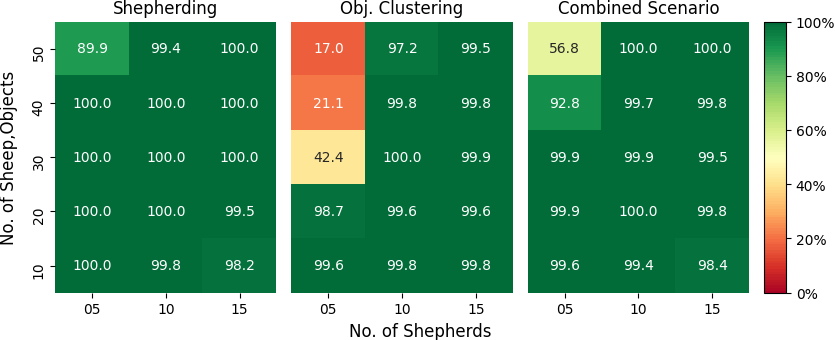 Shepherding Obj. Clustering Combined Scenario
No. of Sheep,Objects
50 89.9 99.4 100.0 17.0 97.2 99.5 56.8 100.0 100.0 100%
40 100.0 100.0 100.0 21.1 99.8 99.8 92.8 99.7 99.8 80%
30 100.0 100.0 100.0 42.4 100.0 99.9 99.9 99.9 99.5 60%
20 100.0 100.0 99.5 98.7 99.6 99.6 99.9 100.0 99.8 40%
10 100.0 99.8 98.2 99.6 99.8 99.8 99.6 99.4 98.4 20%
0%
05 10 15 05 10 15 05 10 15
No. of Shepherds